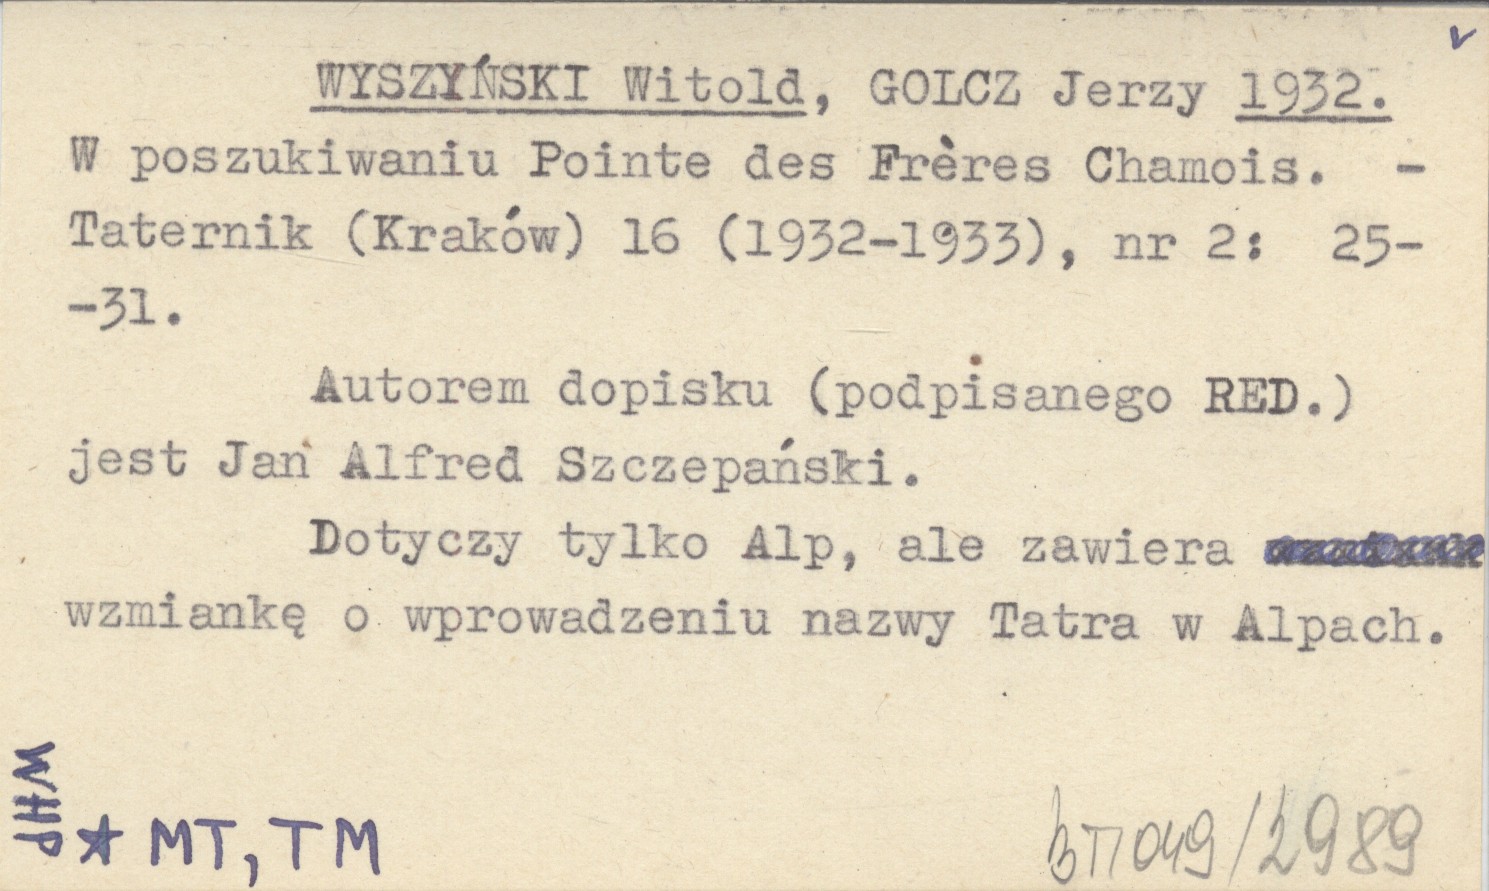 v
WYSZYŃSKI Witold, GOLCZ Jerzy 1932.
W poszukiwaniu Pointe des Frères Chamois. -
Taternik (Kraków) 16 (1932-1933), nr 2: 25-
-31.
Autorem dopisku (podpisanego RED.)
jest Jan Alfred Szczepański.
Dotyczy tylko Alp, ale zawiera
wzmiankę o wprowadzeniu nazwy Tatra w Alpach.
WHP
* MT, TM
049/2989